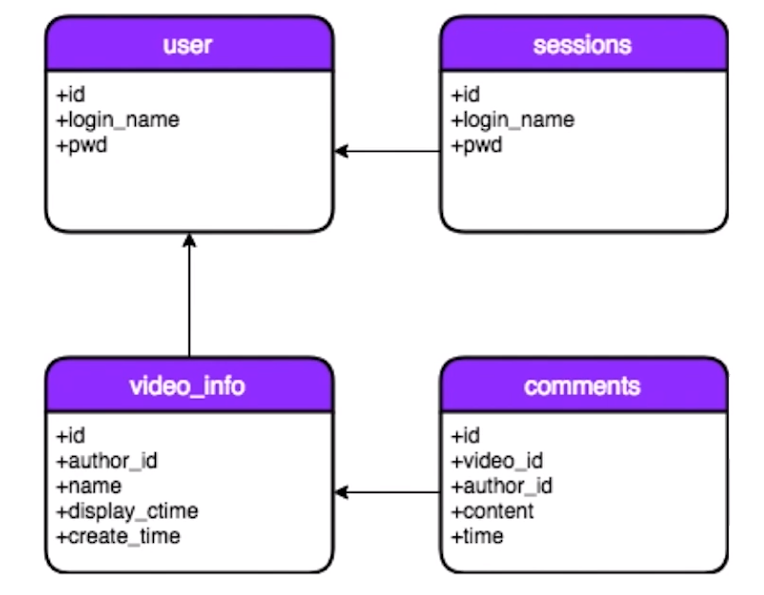 user
+id
+login_name
+pwd
sessions
+id
+login_name
+pwd
video_info
+id
+author_id
+name
+display_ctime
+create_time
comments
+id
+video_id
+author_id
+content
+time